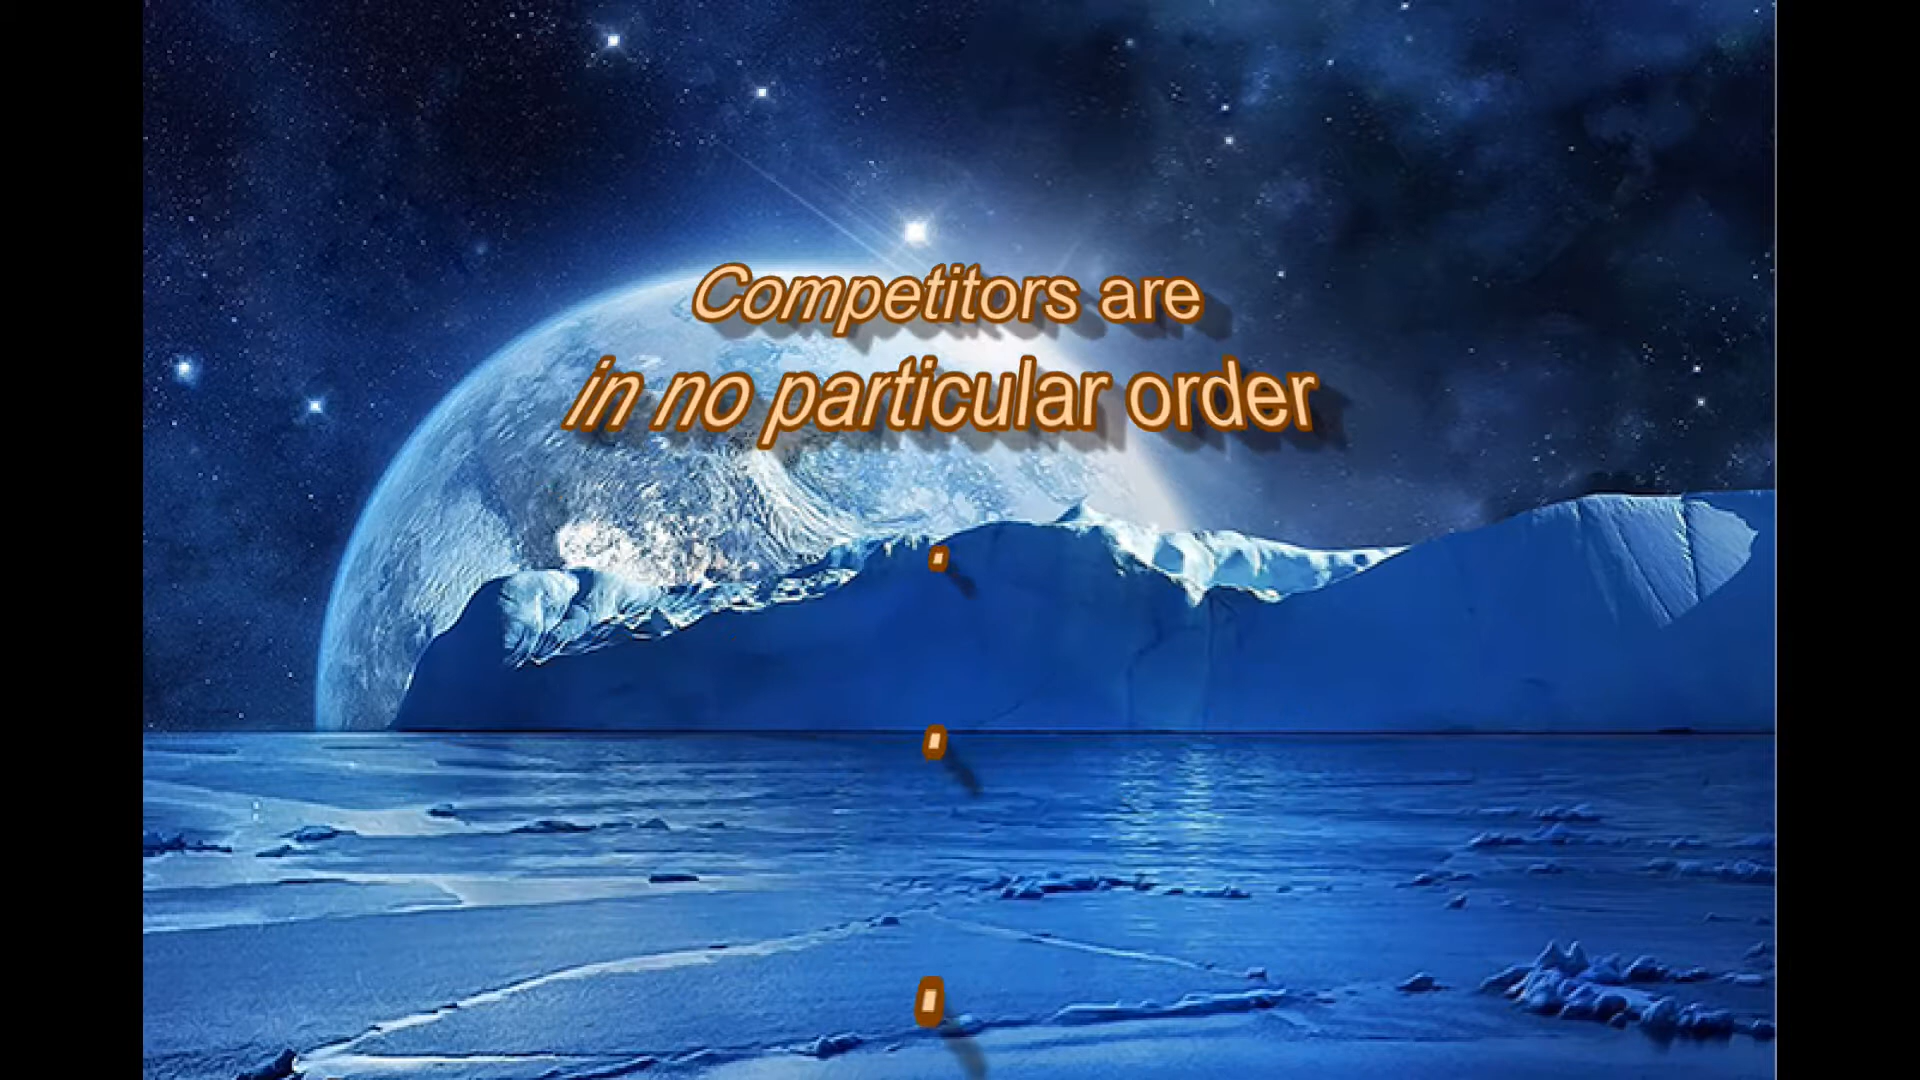 Competitors are
in no particular order
.
.
.